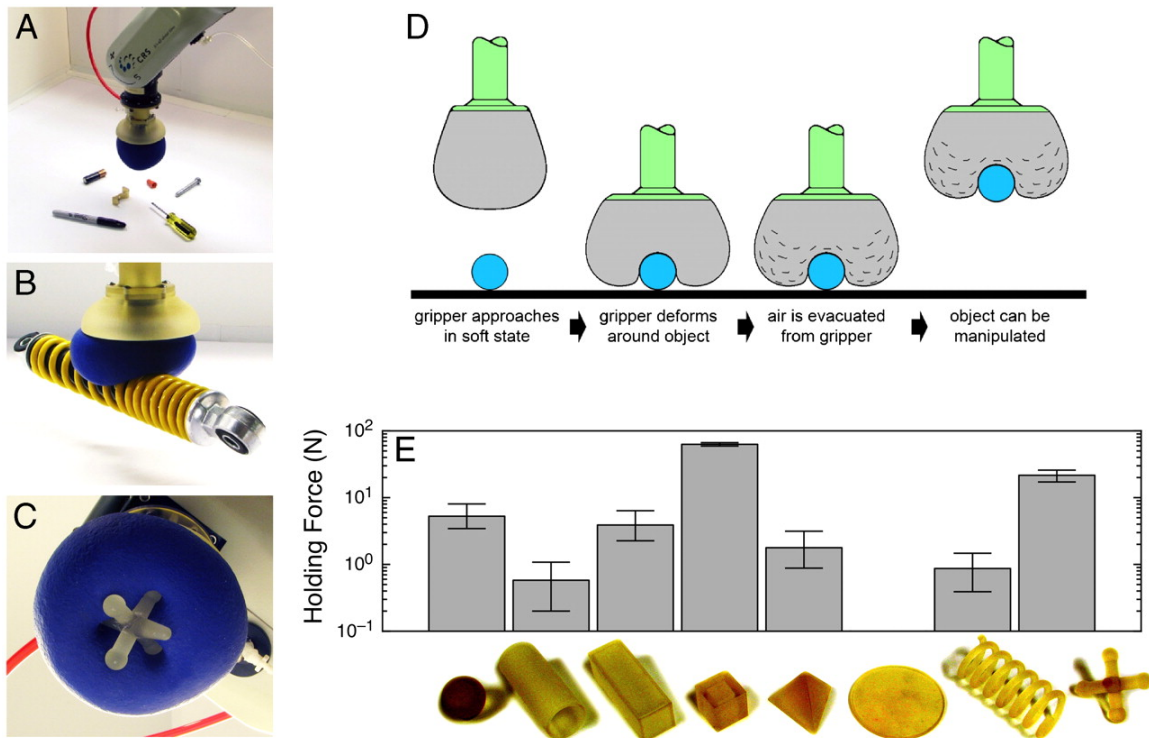 A
CRS
B
C
D
gripper approaches
in soft state
gripper deforms
around object
air is evacuated
from gripper
object can be
manipulated
E
Holding Force (N)
10²
10¹
10⁰
10⁻¹